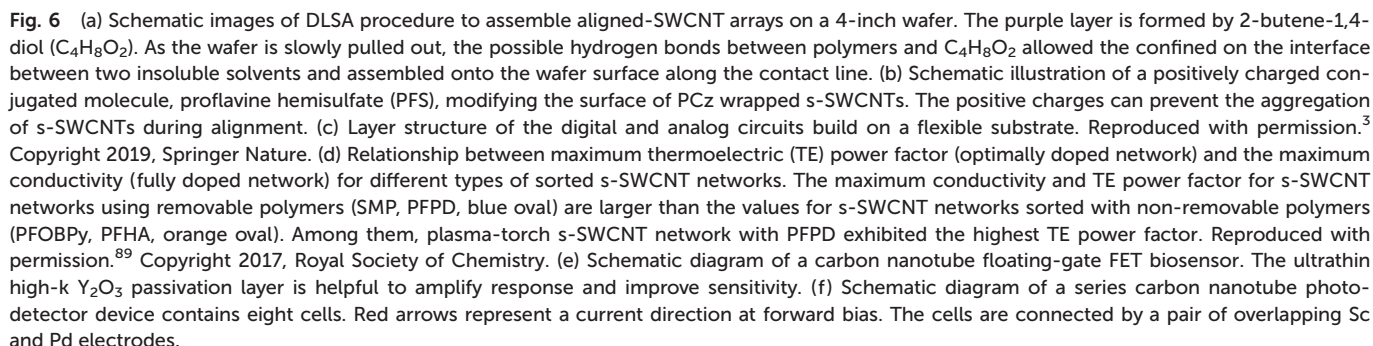 Fig. 6 (a) Schematic images of DLSA procedure to assemble aligned-SWCNT arrays on a 4-inch wafer. The purple layer is formed by 2-butene-1,4-
diol (C₄H₈O₂). As the wafer is slowly pulled out, the possible hydrogen bonds between polymers and C₄H₈O₂ allowed the confined on the interface
between two insoluble solvents and assembled onto the wafer surface along the contact line. (b) Schematic illustration of a positively charged con-
jugated molecule, proflavine hemisulfate (PFS), modifying the surface of PCz wrapped s-SWCNTs. The positive charges can prevent the aggregation
of s-SWCNTs during alignment. (c) Layer structure of the digital and analog circuits build on a flexible substrate. Reproduced with permission.³
Copyright 2019, Springer Nature. (d) Relationship between maximum thermoelectric (TE) power factor (optimally doped network) and the maximum
conductivity (fully doped network) for different types of sorted s-SWCNT networks. The maximum conductivity and TE power factor for s-SWCNT
networks using removable polymers (SMP, PFPD, blue oval) are larger than the values for s-SWCNT networks sorted with non-removable polymers
(PFOBPy, PFHA, orange oval). Among them, plasma-torch s-SWCNT network with PFPD exhibited the highest TE power factor. Reproduced with
permission.⁸⁹ Copyright 2017, Royal Society of Chemistry. (e) Schematic diagram of a carbon nanotube floating-gate FET biosensor. The ultrathin
high-k Y₂O₃ passivation layer is helpful to amplify response and improve sensitivity. (f) Schematic diagram of a series carbon nanotube photo-
detector device contains eight cells. Red arrows represent a current direction at forward bias. The cells are connected by a pair of overlapping Sc
and Pd electrodes.